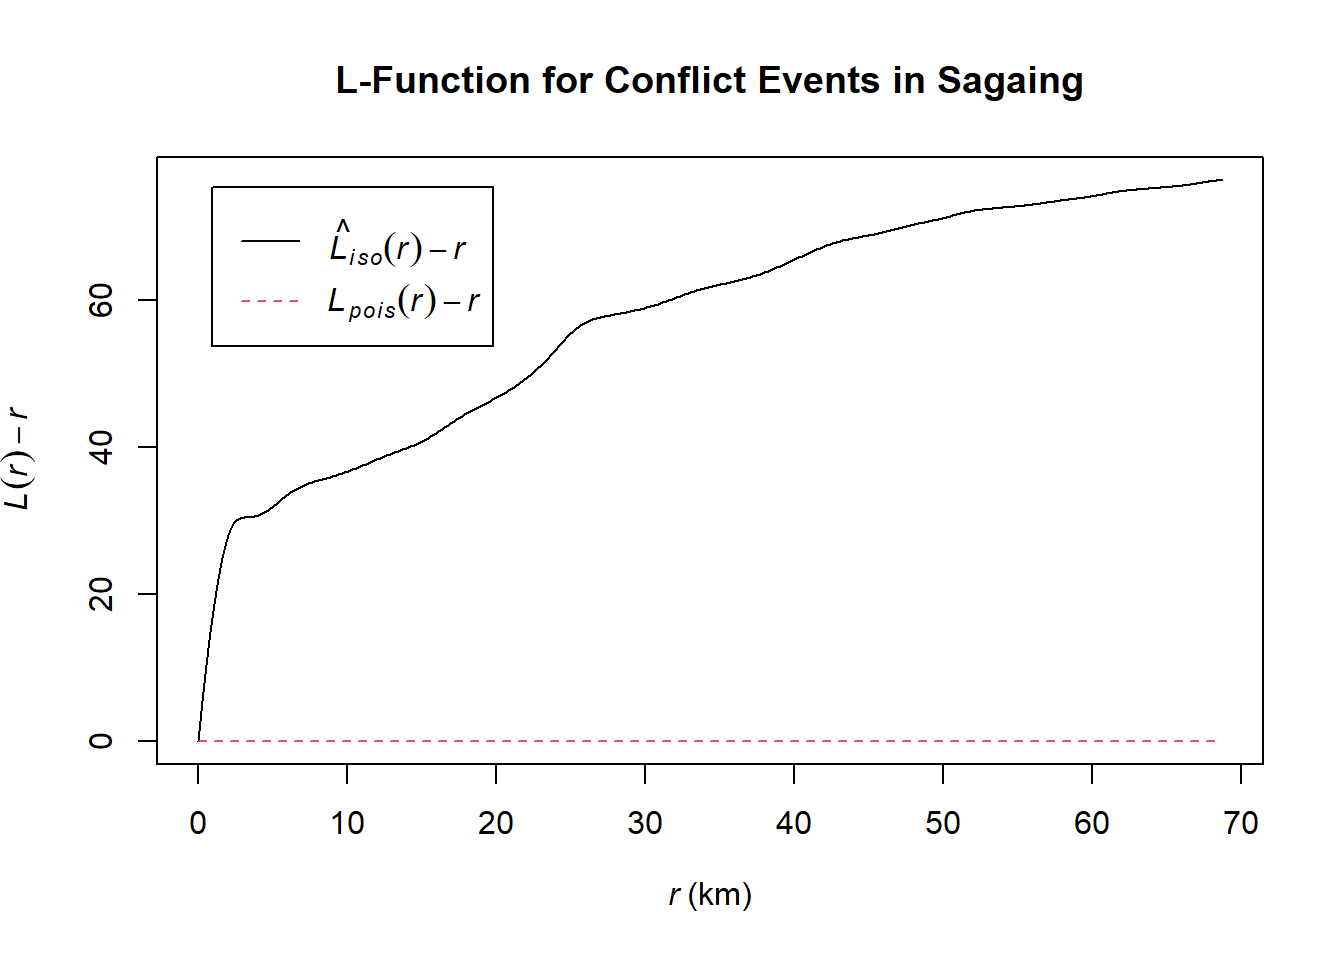 L-Function for Conflict Events in Sagaing
L̂iso(r) − r
Lpois(r) − r
L(r) − r
60
40
20
0
0 10 20 30 40 50 60 70
r (km)